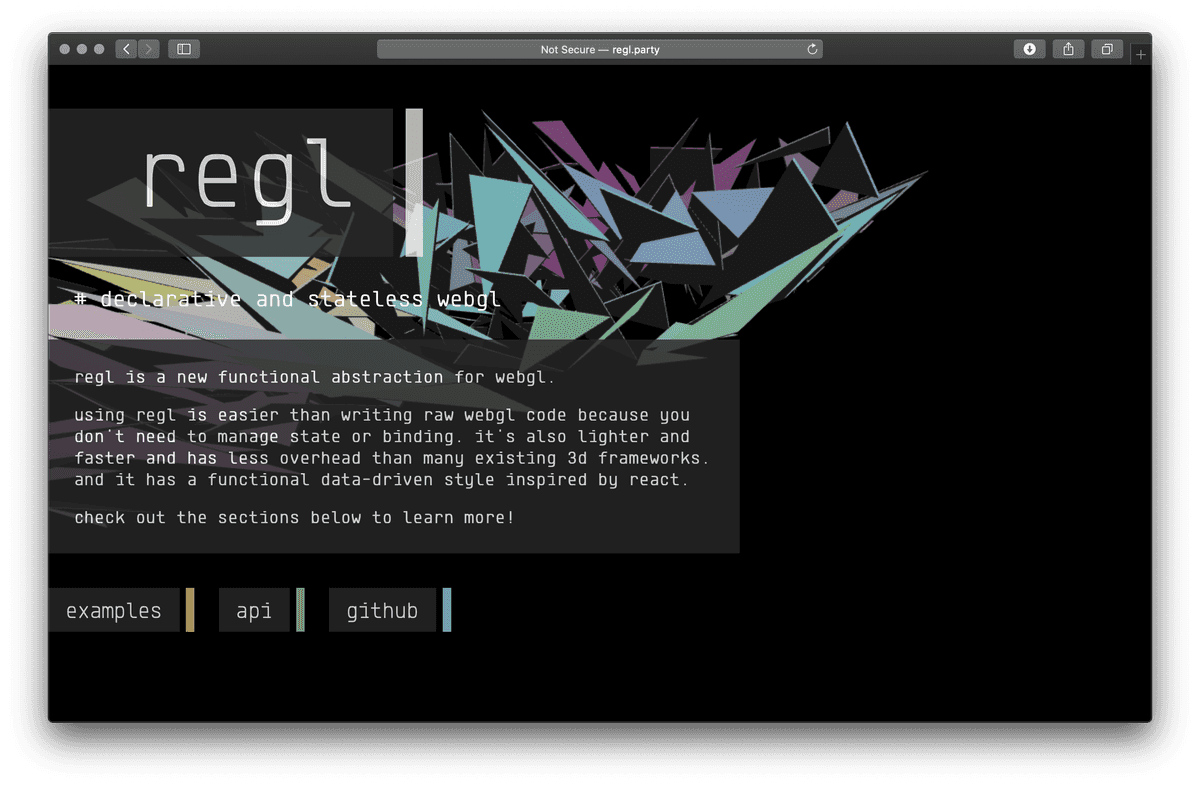 Not Secure — regl.party
regl
# declarative and stateless webgl
regl is a new functional abstraction for webgl.
using regl is easier than writing raw webgl code because you
don't need to manage state or binding. it's also lighter and
faster and has less overhead than many existing 3d frameworks.
and it has a functional data-driven style inspired by react.
check out the sections below to learn more!
examples
api
github